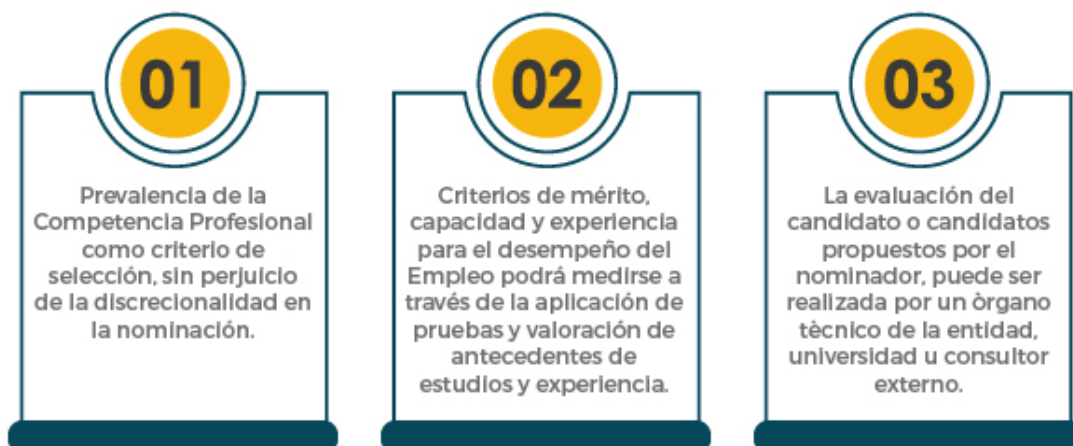 01
Prevalencia de la
Competencia Profesional
como criterio de
selección, sin perjuicio
de la discrecionalidad en
la nominación.
02
Criterios de mérito,
capacidad y experiencia
para el desempeño del
Empleo podrá medirse a
través de la aplicación de
pruebas y valoración de
antecedentes de
estudios y experiencia.
03
La evaluación del
candidato o candidatos
propuestos por el
nominador, puede ser
realizada por un òrgano
tècnico de la entidad,
universidad u consultor
externo.